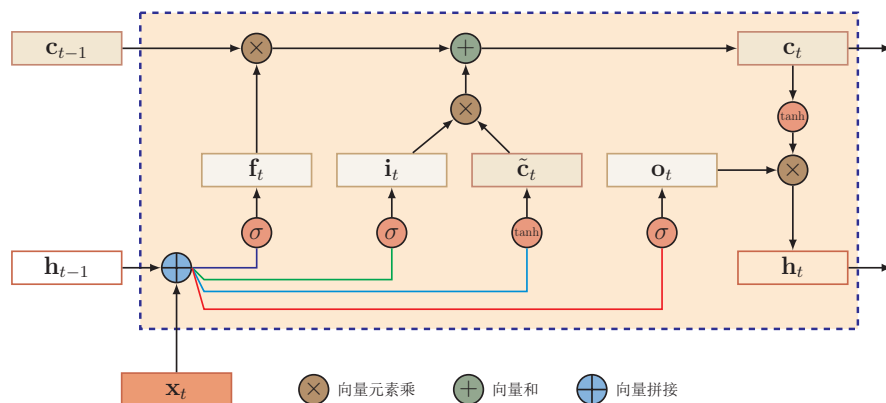 c_{t−1} × + c_t
tanh
×
f_t i_t c̃_t o_t ×
σ σ tanh σ
h_{t−1} h_t
x_t × 向量元素乘 + 向量和 向量拼接